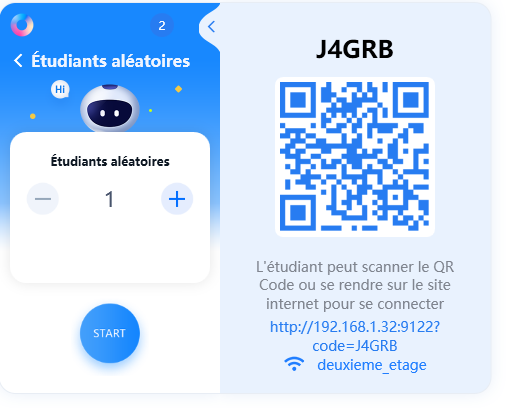 2
Étudiants aléatoires
Hi
Étudiants aléatoires
1
START
J4GRB
L'étudiant peut scanner le QR
Code ou se rendre sur le site
internet pour se connecter
http://192.168.1.32:9122?
code=J4GRB
deuxieme_etage